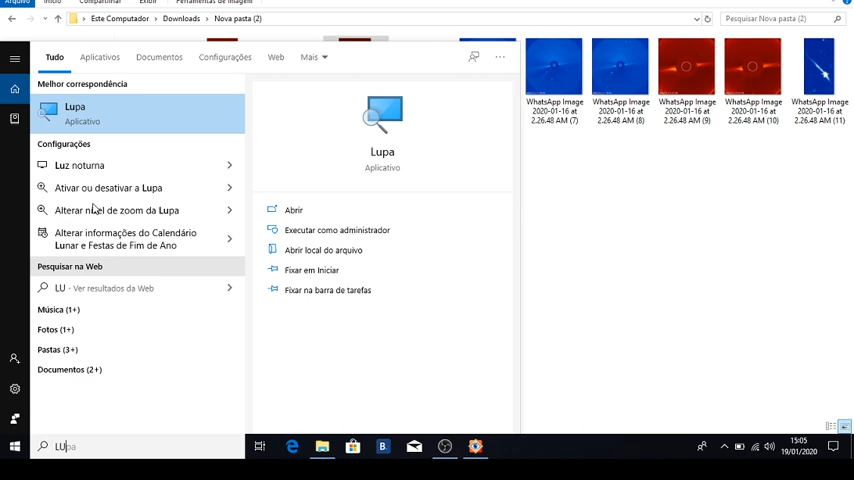 Arquivo
Início
Compartilhar
Exibir
Ferramentas de Imagem
Este Computador
Downloads
Nova pasta (2)
Pesquisar Nova pasta (2)
Tudo
Aplicativos
Documentos
Configurações
Web
Mais
Melhor correspondência
Lupa
Aplicativo
Configurações
Luz noturna
Ativar ou desativar a Lupa
Alterar nível de zoom da Lupa
Alterar informações do Calendário
Lunar e Festas de Fim de Ano
Pesquisar na Web
LU - Ver resultados da Web
Música (1+)
Fotos (1+)
Pastas (3+)
Documentos (2+)
LUpa
Lupa
Aplicativo
Abrir
Executar como administrador
Abrir local do arquivo
Fixar em Iniciar
Fixar na barra de tarefas
WhatsApp Image
2020-01-16 at
2.26.48 AM (7)
WhatsApp Image
2020-01-16 at
2.26.48 AM (8)
WhatsApp Image
2020-01-16 at
2.26.48 AM (9)
WhatsApp Image
2020-01-16 at
2.26.48 AM (10)
WhatsApp Image
2020-01-16 at
2.26.48 AM (11)
B.
15:05
19/01/2020